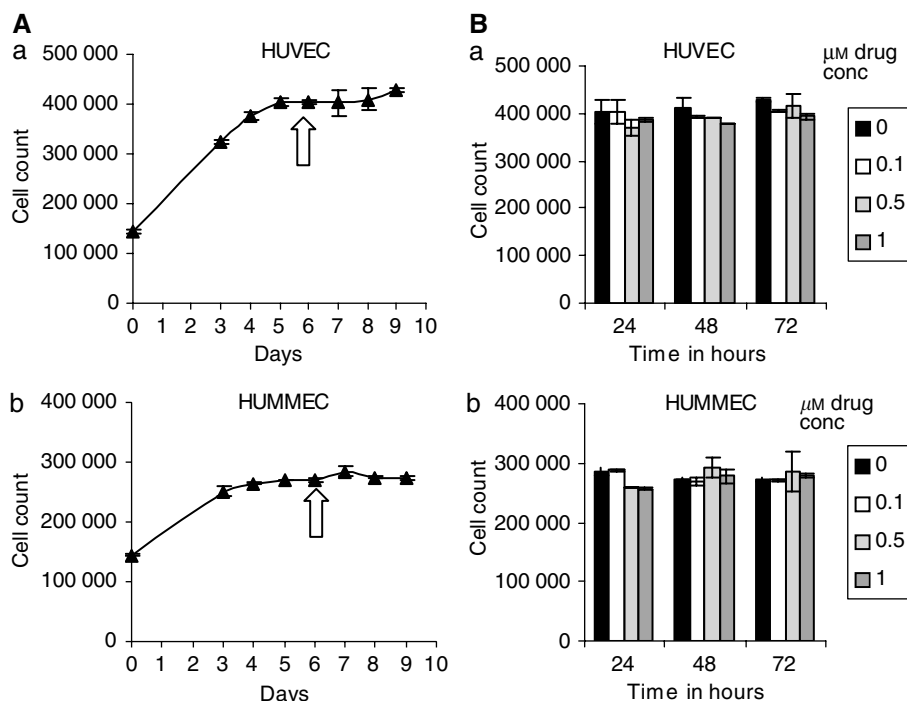 A
a
HUVEC
500 000
400 000
300 000
200 000
100 000
0
Cell count
0 1 2 3 4 5 6 7 8 9 10
Days
b
HUMMEC
400 000
300 000
200 000
100 000
0
Cell count
0 1 2 3 4 5 6 7 8 9 10
Days
B
a
HUVEC
μM drug
conc
500 000
400 000
300 000
200 000
100 000
0
Cell count
0
0.1
0.5
1
24 48 72
Time in hours
b
HUMMEC
μM drug
conc
400 000
300 000
200 000
100 000
0
Cell count
0
0.1
0.5
1
24 48 72
Time in hours